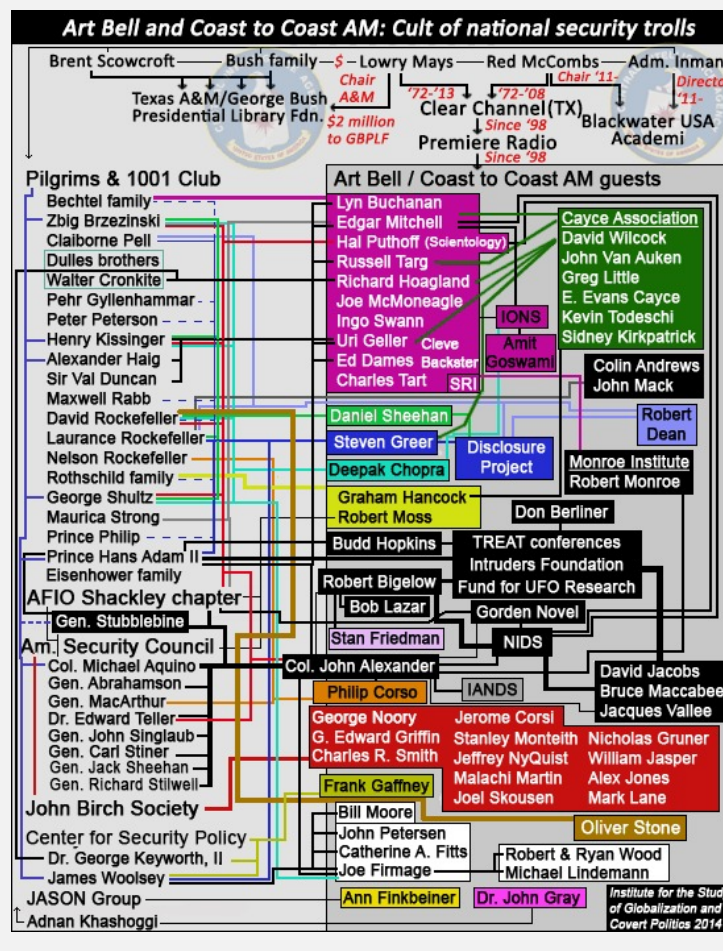 Art Bell and Coast to Coast AM: Cult of national security trolls
Brent Scowcroft
Bush family
$
Lowry Mays
Red McCombs
Adm. Inman
Chair A&M
Chair '11-
'11-
Texas A&M/George Bush
Presidential Library Fdn.
'72-'13
'72-'08
Clear Channel(TX)
$2 million
to GBPLF
Since '98
Blackwater USA
Academi
Premiere Radio
Since '98
Pilgrims & 1001 Club
Bechtel family
Zbig Brzezinski
Claiborne Pell
Dulles brothers
Walter Cronkite
Pehr Gyllenhammar
Peter Peterson
Henry Kissinger
Alexander Haig
Sir Val Duncan
Maxwell Rabb
David Rockefeller
Laurance Rockefeller
Nelson Rockefeller
Rothschild family
George Shultz
Maurica Strong
Prince Philip
Prince Hans Adam II
Eisenhower family
AFIO Shackley chapter
Gen. Stubblebine
Am. Security Council
Col. Michael Aquino
Gen. Abrahamson
Gen. MacArthur
Dr. Edward Teller
Gen. John Singlaub
Gen. Carl Stiner
Gen. Jack Sheehan
Gen. Richard Stilwell
John Birch Society
Center for Security Policy
Dr. George Keyworth, II
James Woolsey
JASON Group
Adnan Khashoggi
Art Bell / Coast to Coast AM guests
Lyn Buchanan
Edgar Mitchell
Hal Puthoff (Scientology)
Russell Targ
Richard Hoagland
Joe McMoneagle
Ingo Swann
Uri Geller
Cleve
Ed Dames
Backster
Charles Tart
SRI
IONS
Amit
Goswami
Cayce Association
David Wilcock
John Van Auken
Greg Little
E. Evans Cayce
Kevin Todeschi
Sidney Kirkpatrick
Colin Andrews
John Mack
Daniel Sheehan
Robert
Dean
Steven Greer
Disclosure
Project
Deepak Chopra
Monroe Institute
Robert Monroe
Graham Hancock
Robert Moss
Don Berliner
Budd Hopkins
TREAT conferences
Intruders Foundation
Fund for UFO Research
Robert Bigelow
Bob Lazar
Gorden Novel
Stan Friedman
NIDS
Col. John Alexander
David Jacobs
Bruce Maccabee
Jacques Vallee
Philip Corso
IANDS
George Noory
G. Edward Griffin
Charles R. Smith
Jerome Corsi
Stanley Monteith
Jeffrey NyQuist
Malachi Martin
Joel Skousen
Nicholas Gruner
William Jasper
Alex Jones
Mark Lane
Frank Gaffney
Oliver Stone
Bill Moore
John Petersen
Catherine A. Fitts
Joe Firmage
Robert & Ryan Wood
Michael Lindemann
Ann Finkbeiner
Dr. John Gray
Institute for the
of Globalization and
Covert Politics 2014